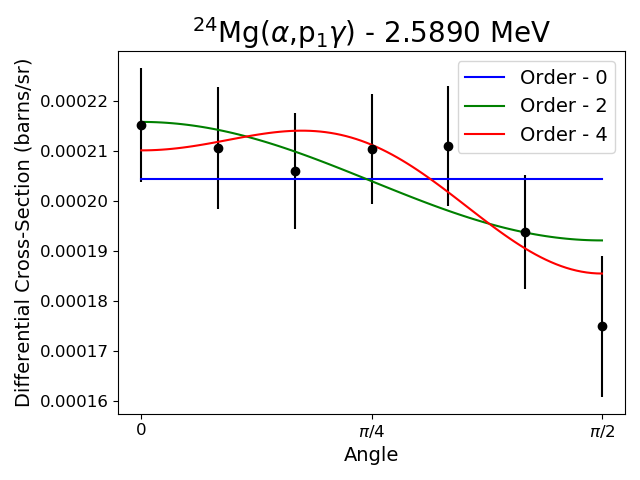 ²⁴Mg(α,p₁γ) - 2.5890 MeV
Order - 0
Order - 2
Order - 4
Differential Cross-Section (barns/sr)
0.00022
0.00021
0.00020
0.00019
0.00018
0.00017
0.00016
0
π/4
π/2
Angle